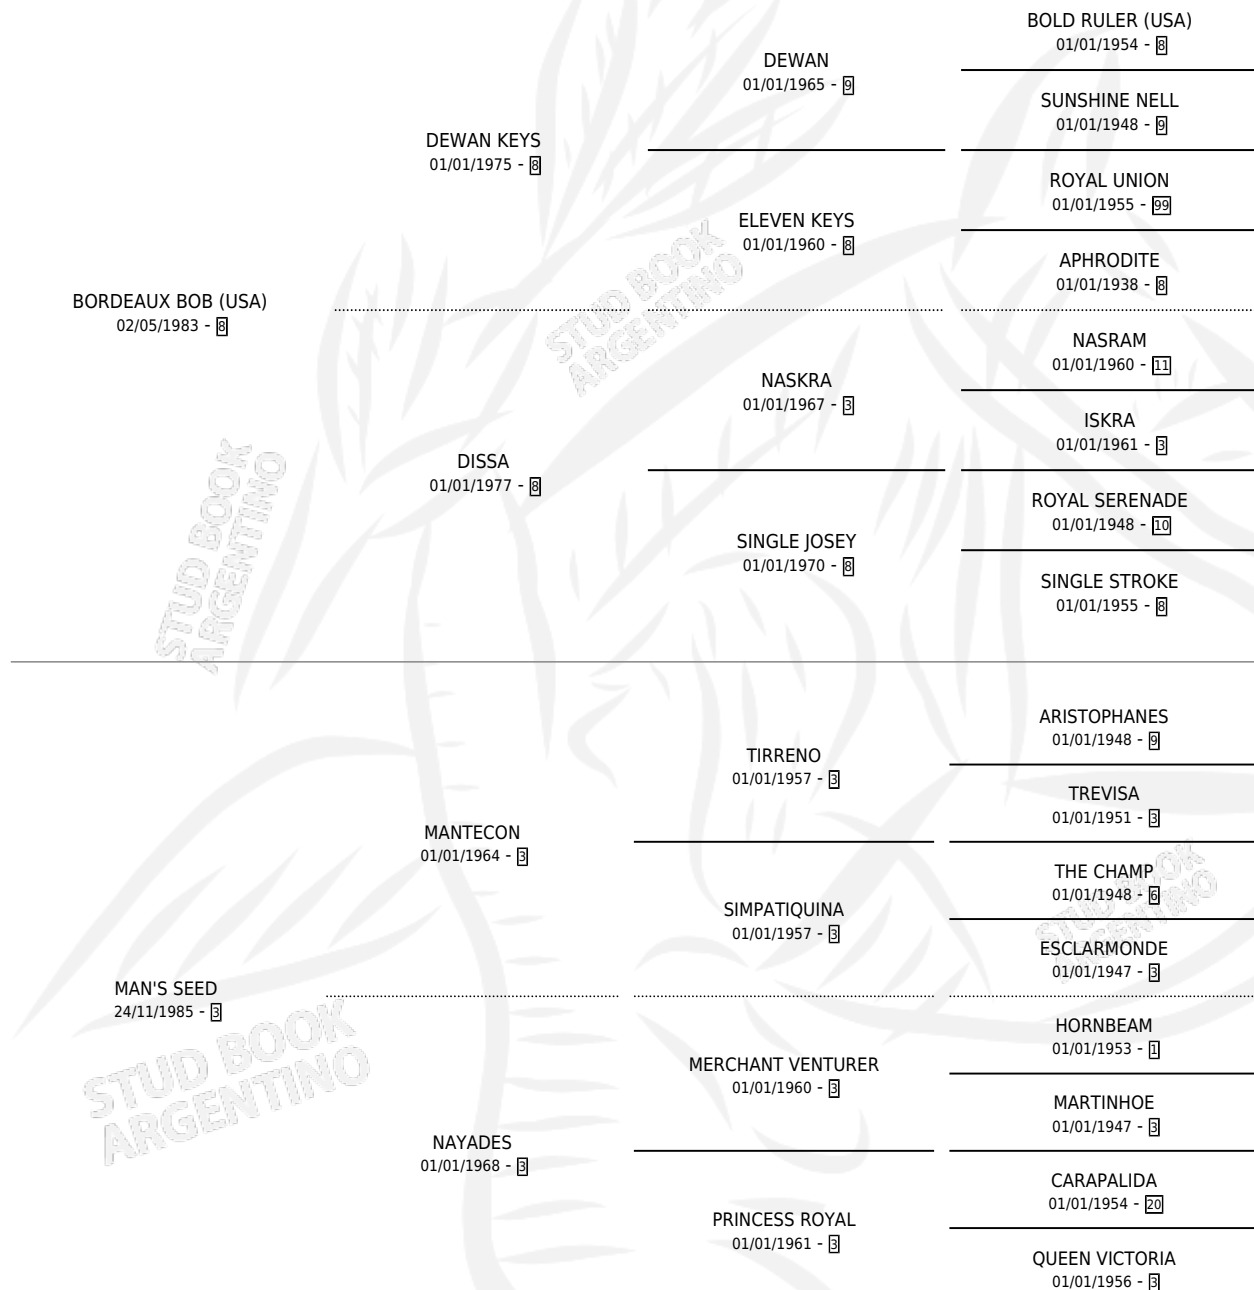 BOLD RULER (USA)
01/01/1954 - 8
DEWAN
01/01/1965 - 9
SUNSHINE NELL
01/01/1948 - 9
DEWAN KEYS
01/01/1975 - 8
ROYAL UNION
01/01/1955 - 99
ELEVEN KEYS
01/01/1960 - 8
APHRODITE
01/01/1938 - 8
BORDEAUX BOB (USA)
02/05/1983 - 8
STUD BOOK
ARGENTINO
NASRAM
01/01/1960 - 11
NASKRA
01/01/1967 - 3
ISKRA
01/01/1961 - 3
DISSA
01/01/1977 - 8
ROYAL SERENADE
01/01/1948 - 10
SINGLE JOSEY
01/01/1970 - 8
SINGLE STROKE
01/01/1955 - 8
STUD BOOK
ARGENTINO
ARISTOPHANES
01/01/1948 - 9
TIRRENO
01/01/1957 - 3
TREVISA
01/01/1951 - 3
MANTECON
01/01/1964 - 3
THE CHAMP
01/01/1948 - 6
SIMPATIQUINA
01/01/1957 - 3
ESCLARMONDE
01/01/1947 - 3
STUD BOOK
ARGENTINO
MAN'S SEED
24/11/1985 - 3
HORNBEAM
01/01/1953 - 1
MERCHANT VENTURER
01/01/1960 - 3
MARTINHOE
01/01/1947 - 3
STUD BOOK
ARGENTINO
NAYADES
01/01/1968 - 3
CARAPALIDA
01/01/1954 - 20
PRINCESS ROYAL
01/01/1961 - 3
QUEEN VICTORIA
01/01/1956 - 3